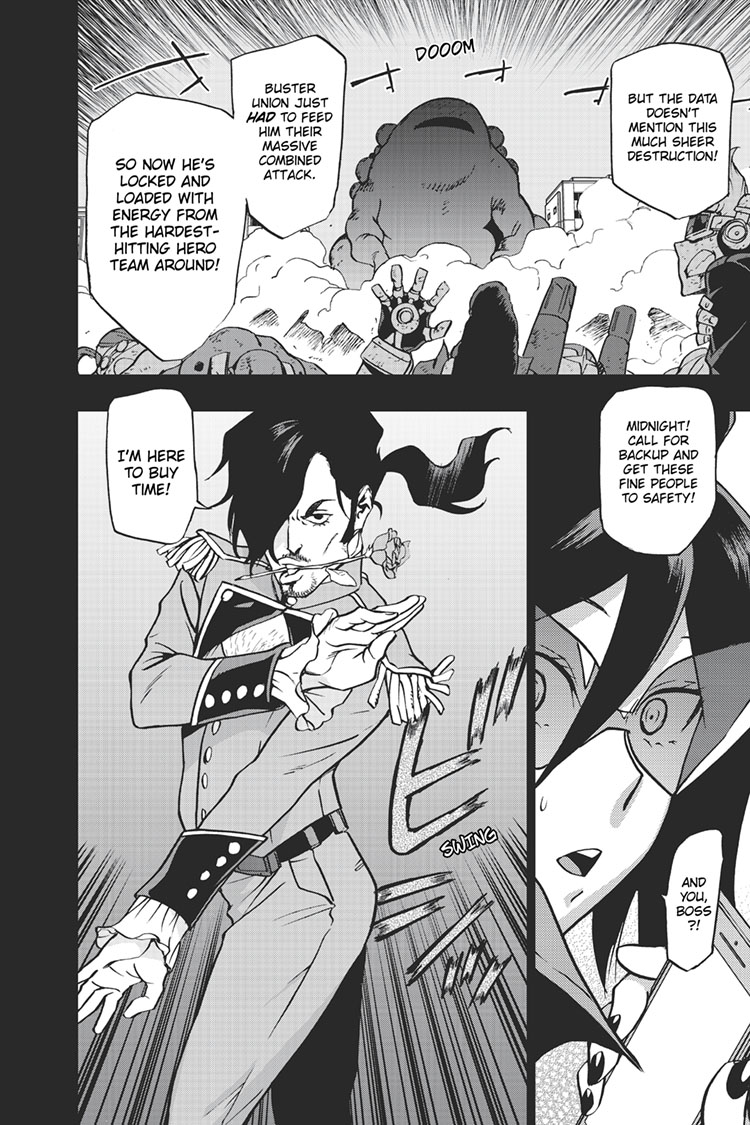 BUT THE DATA
DOESN'T
MENTION THIS
MUCH SHEER
DESTRUCTION!
DOOOM
BUSTER
UNION JUST
HAD TO FEED
HIM THEIR
MASSIVE
COMBINED
ATTACK.
SO NOW HE'S
LOCKED AND
LOADED WITH
ENERGY FROM
THE HARDEST-
HITTING HERO
TEAM AROUND!
MIDNIGHT!
CALL FOR
BACKUP AND
GET THESE
FINE PEOPLE
TO SAFETY!
AND
YOU,
BOSS
?!
I'M HERE
TO BUY
TIME!
ビシ
SWING